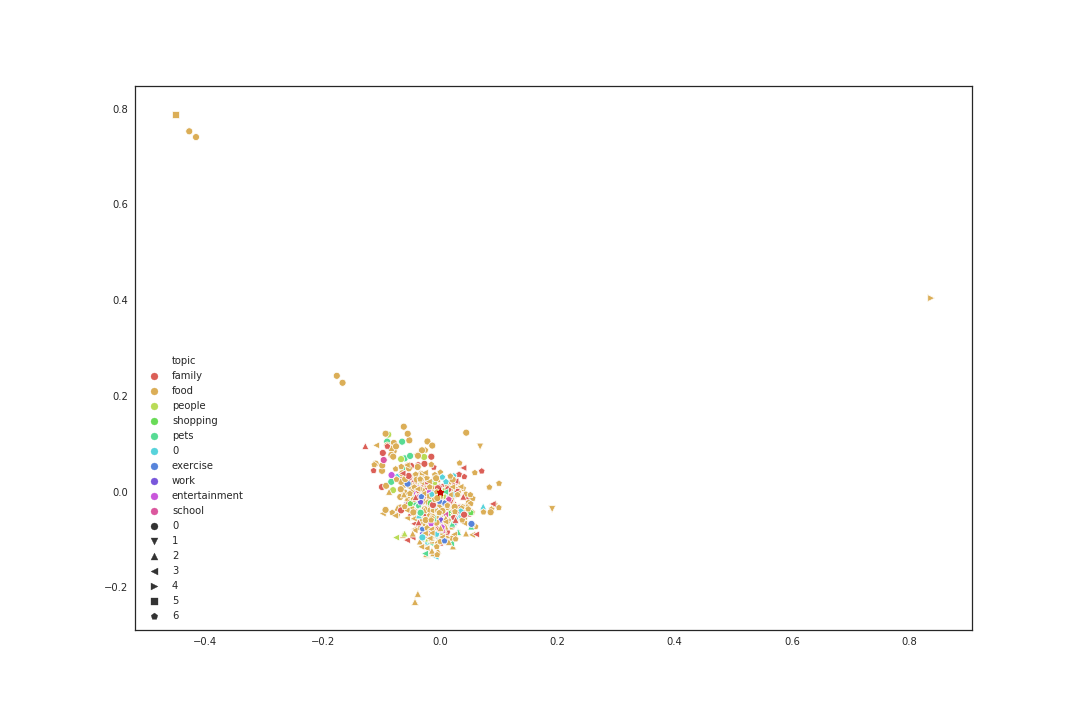 0.8
0.6
0.4
0.2
0.0
−0.2
topic
family
food
people
shopping
pets
0
exercise
work
entertainment
school
0
1
2
3
4
5
6
−0.4 −0.2 0.0 0.2 0.4 0.6 0.8